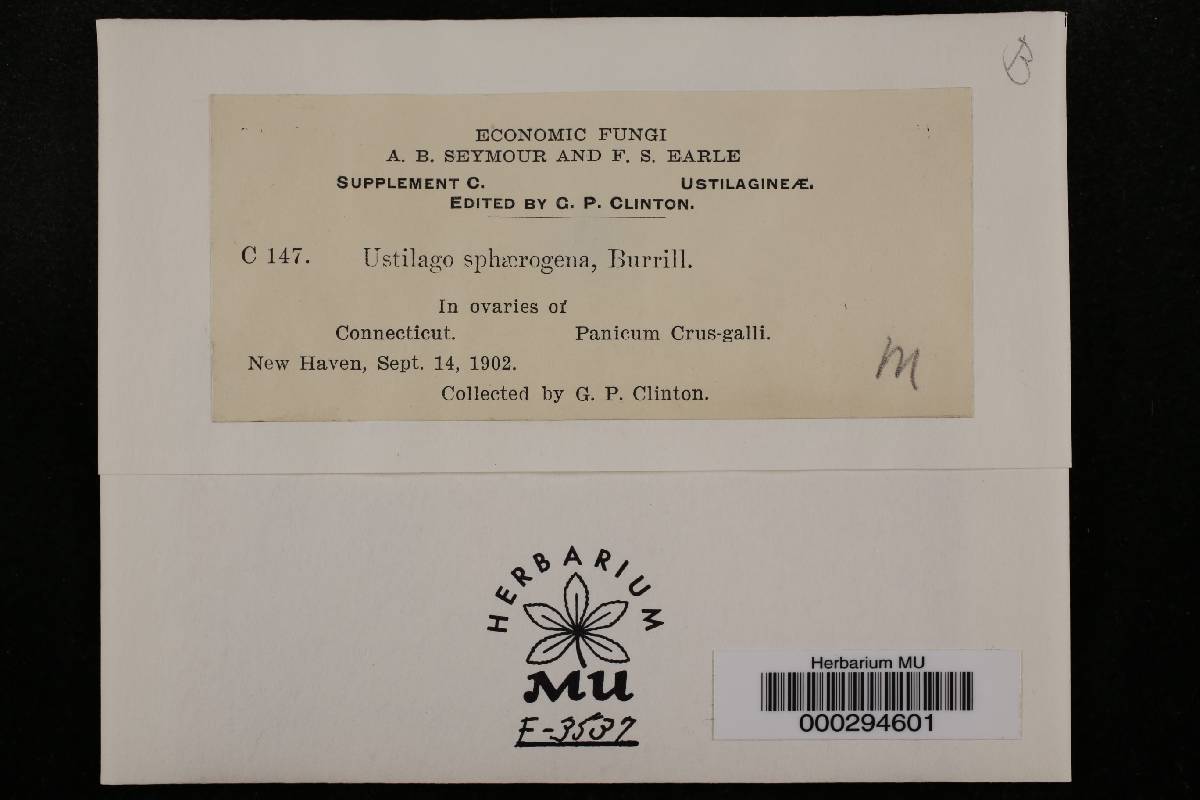 B
ECONOMIC FUNGI
A. B. SEYMOUR AND F. S. EARLE
SUPPLEMENT C. USTILAGINEÆ.
EDITED BY G. P. CLINTON.
C 147. Ustilago sphærogena, Burrill.
In ovaries of
Connecticut. Panicum Crus-galli.
New Haven, Sept. 14, 1902.
Collected by G. P. Clinton.
M
HERBARIUM
MU
F-3537
Herbarium MU
000294601